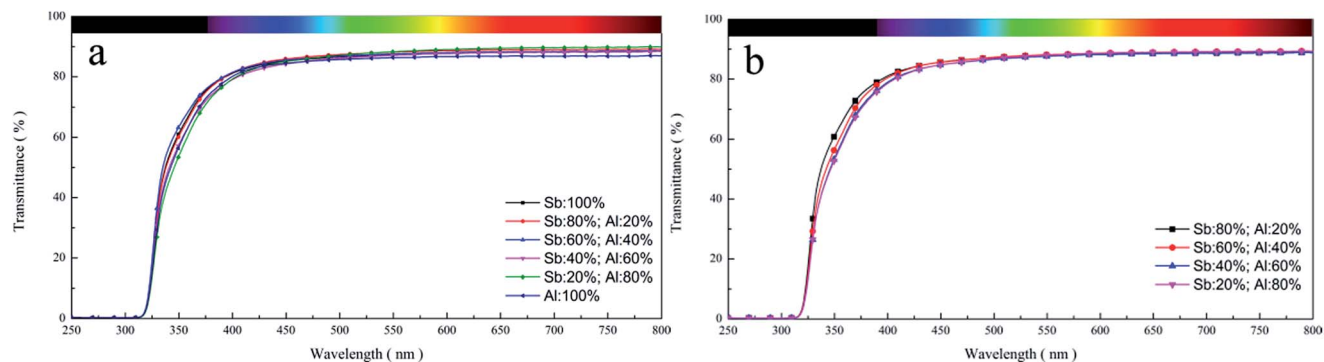 a
100
80
60
40
20
0
Transmittance ( % )
250 300 350 400 450 500 550 600 650 700 750 800
Wavelength ( nm )
Sb:100%
Sb:80%; Al:20%
Sb:60%; Al:40%
Sb:40%; Al:60%
Sb:20%; Al:80%
Al:100%
b
100
80
60
40
20
0
Transmittance ( % )
250 300 350 400 450 500 550 600 650 700 750 800
Wavelength ( nm )
Sb:80%; Al:20%
Sb:60%; Al:40%
Sb:40%; Al:60%
Sb:20%; Al:80%